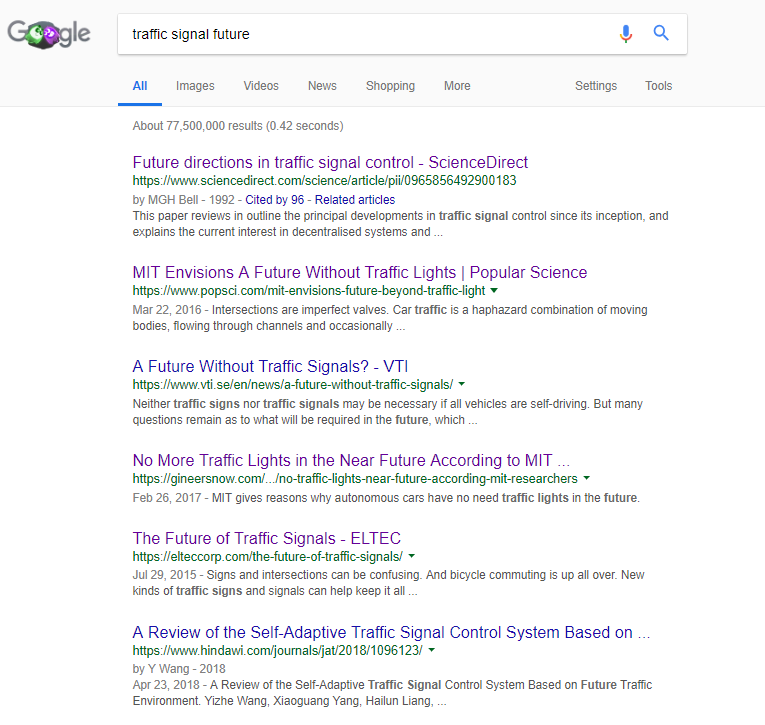 Google
traffic signal future
All Images Videos News Shopping More Settings Tools
About 77,500,000 results (0.42 seconds)
Future directions in traffic signal control - ScienceDirect
https://www.sciencedirect.com/science/article/pii/0965856492900183
by MGH Bell - 1992 - Cited by 96 - Related articles
This paper reviews in outline the principal developments in traffic signal control since its inception, and
explains the current interest in decentralised systems and ...
MIT Envisions A Future Without Traffic Lights | Popular Science
https://www.popsci.com/mit-envisions-future-beyond-traffic-light
Mar 22, 2016 - Intersections are imperfect valves. Car traffic is a haphazard combination of moving
bodies, flowing through channels and occasionally ...
A Future Without Traffic Signals? - VTI
https://www.vti.se/en/news/a-future-without-traffic-signals/
Neither traffic signs nor traffic signals may be necessary if all vehicles are self-driving. But many
questions remain as to what will be required in the future, which ...
No More Traffic Lights in the Near Future According to MIT ...
https://gineersnow.com/.../no-traffic-lights-near-future-according-mit-researchers
Feb 26, 2017 - MIT gives reasons why autonomous cars have no need traffic lights in the future.
The Future of Traffic Signals - ELTEC
https://elteccorp.com/the-future-of-traffic-signals/
Jul 29, 2015 - Signs and intersections can be confusing. And bicycle commuting is up all over. New
kinds of traffic signs and signals can help keep it all ...
A Review of the Self-Adaptive Traffic Signal Control System Based on ...
https://www.hindawi.com/journals/jat/2018/1096123/
by Y Wang - 2018
Apr 23, 2018 - A Review of the Self-Adaptive Traffic Signal Control System Based on Future Traffic
Environment. Yizhe Wang, Xiaoguang Yang, Hailun Liang, ...